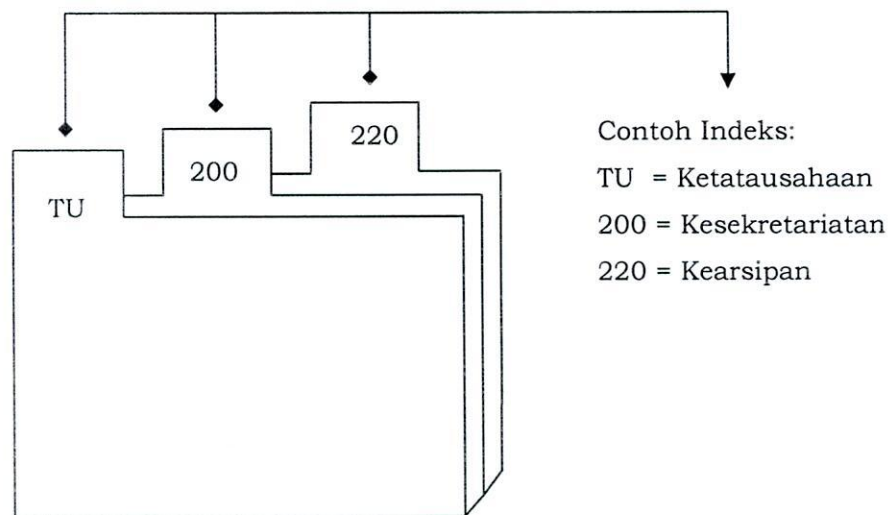 220
200
TU
Contoh Indeks:
TU = Ketatausahaan
200 = Kesekretariatan
220 = Kearsipan